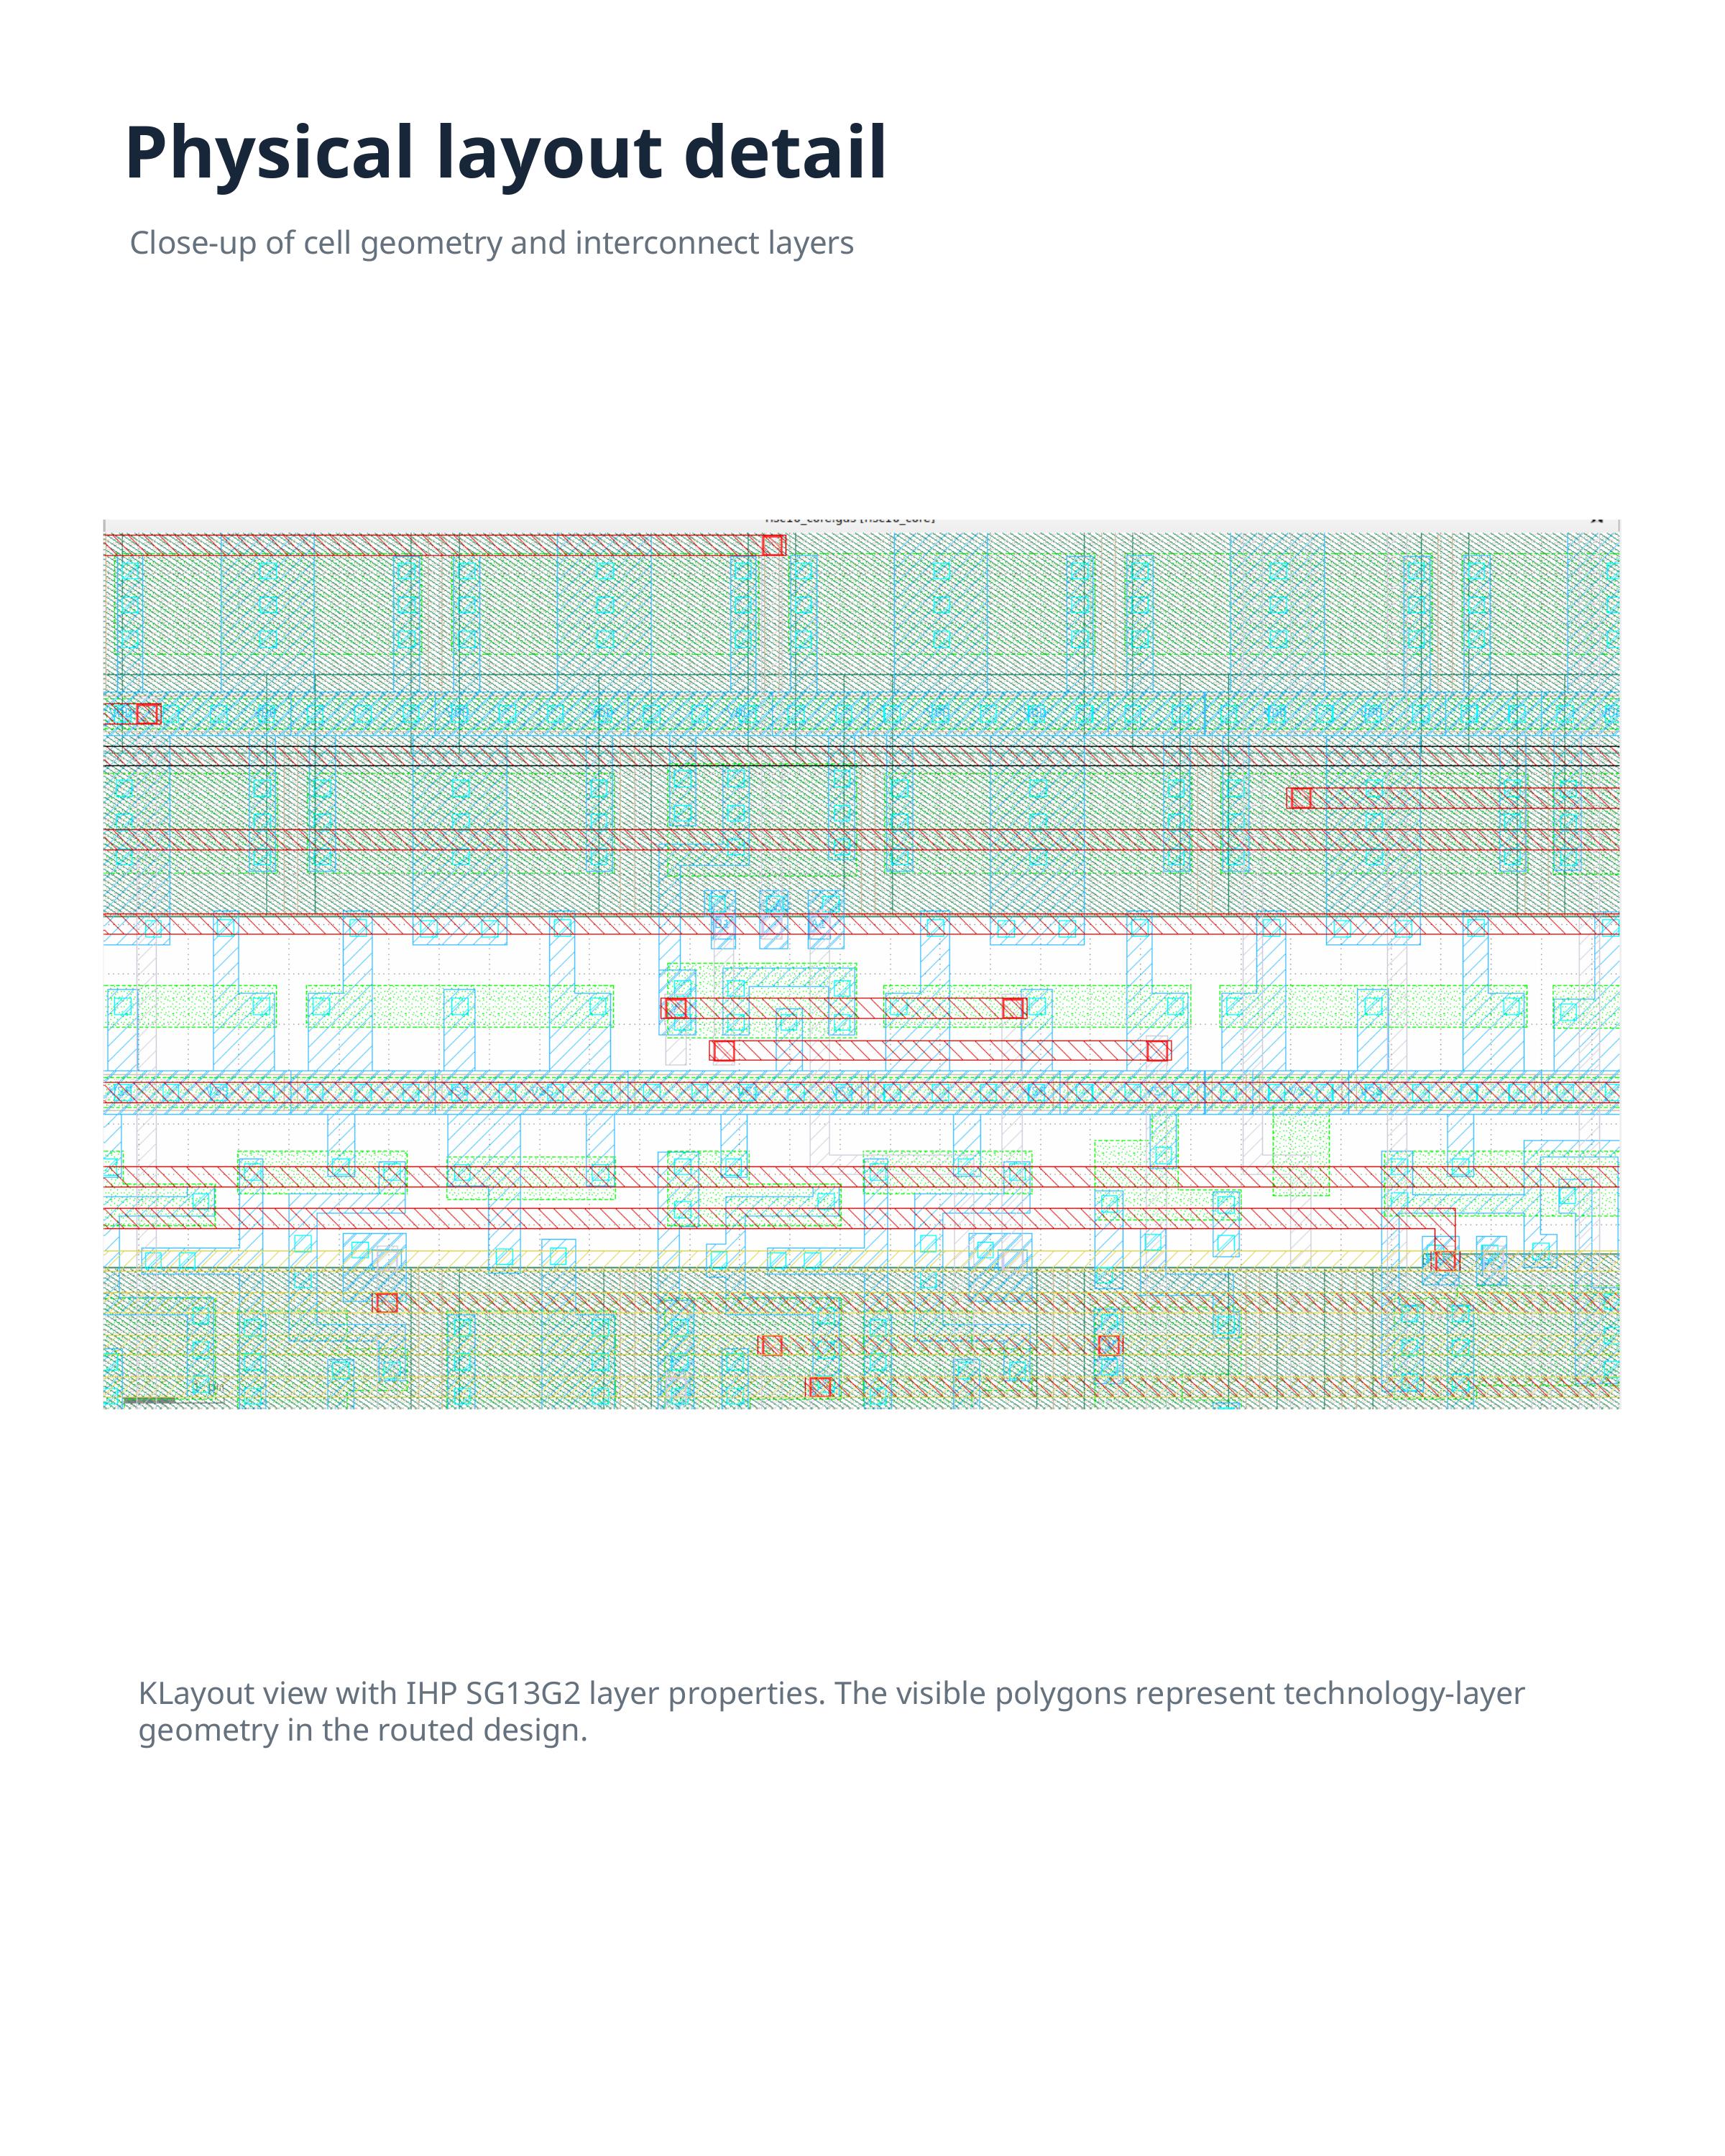 Physical layout detail
Close-up of cell geometry and interconnect layers
KLayout view with IHP SG13G2 layer properties. The visible polygons represent technology-layer
geometry in the routed design.